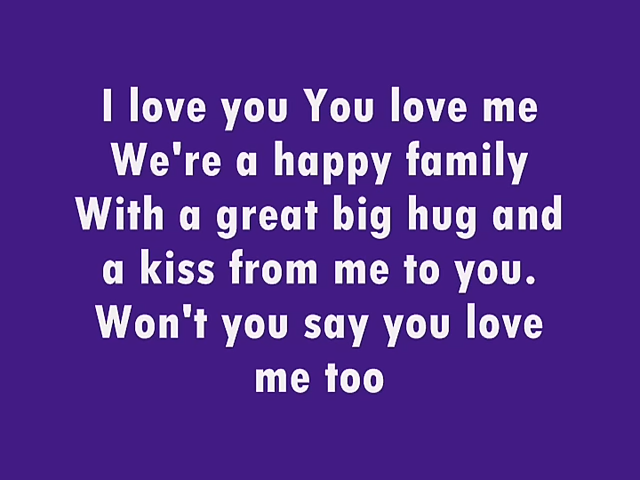 I love you You love me
We're a happy family
With a great big hug and
a kiss from me to you.
Won't you say you love
me too